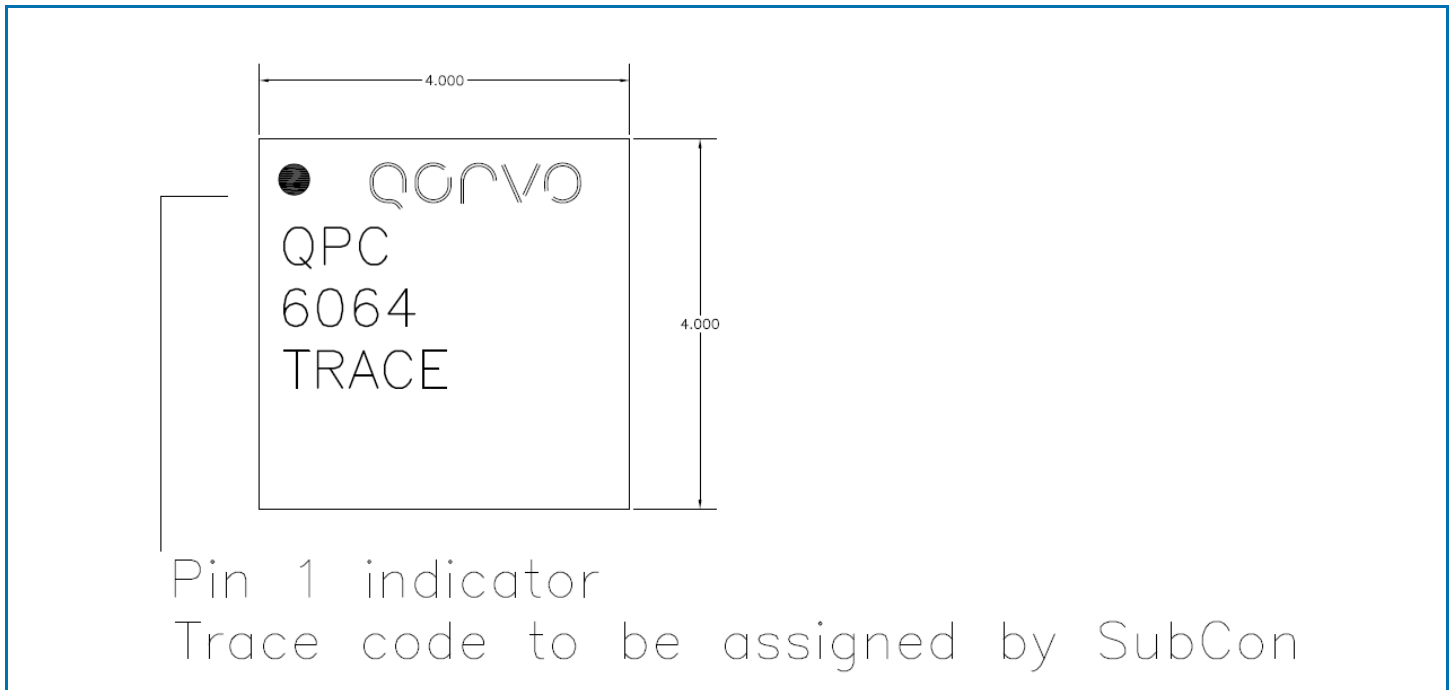 4.000
QORVO
QPC
6064
TRACE
4.000
Pin 1 indicator
Trace code to be assigned by SubCon